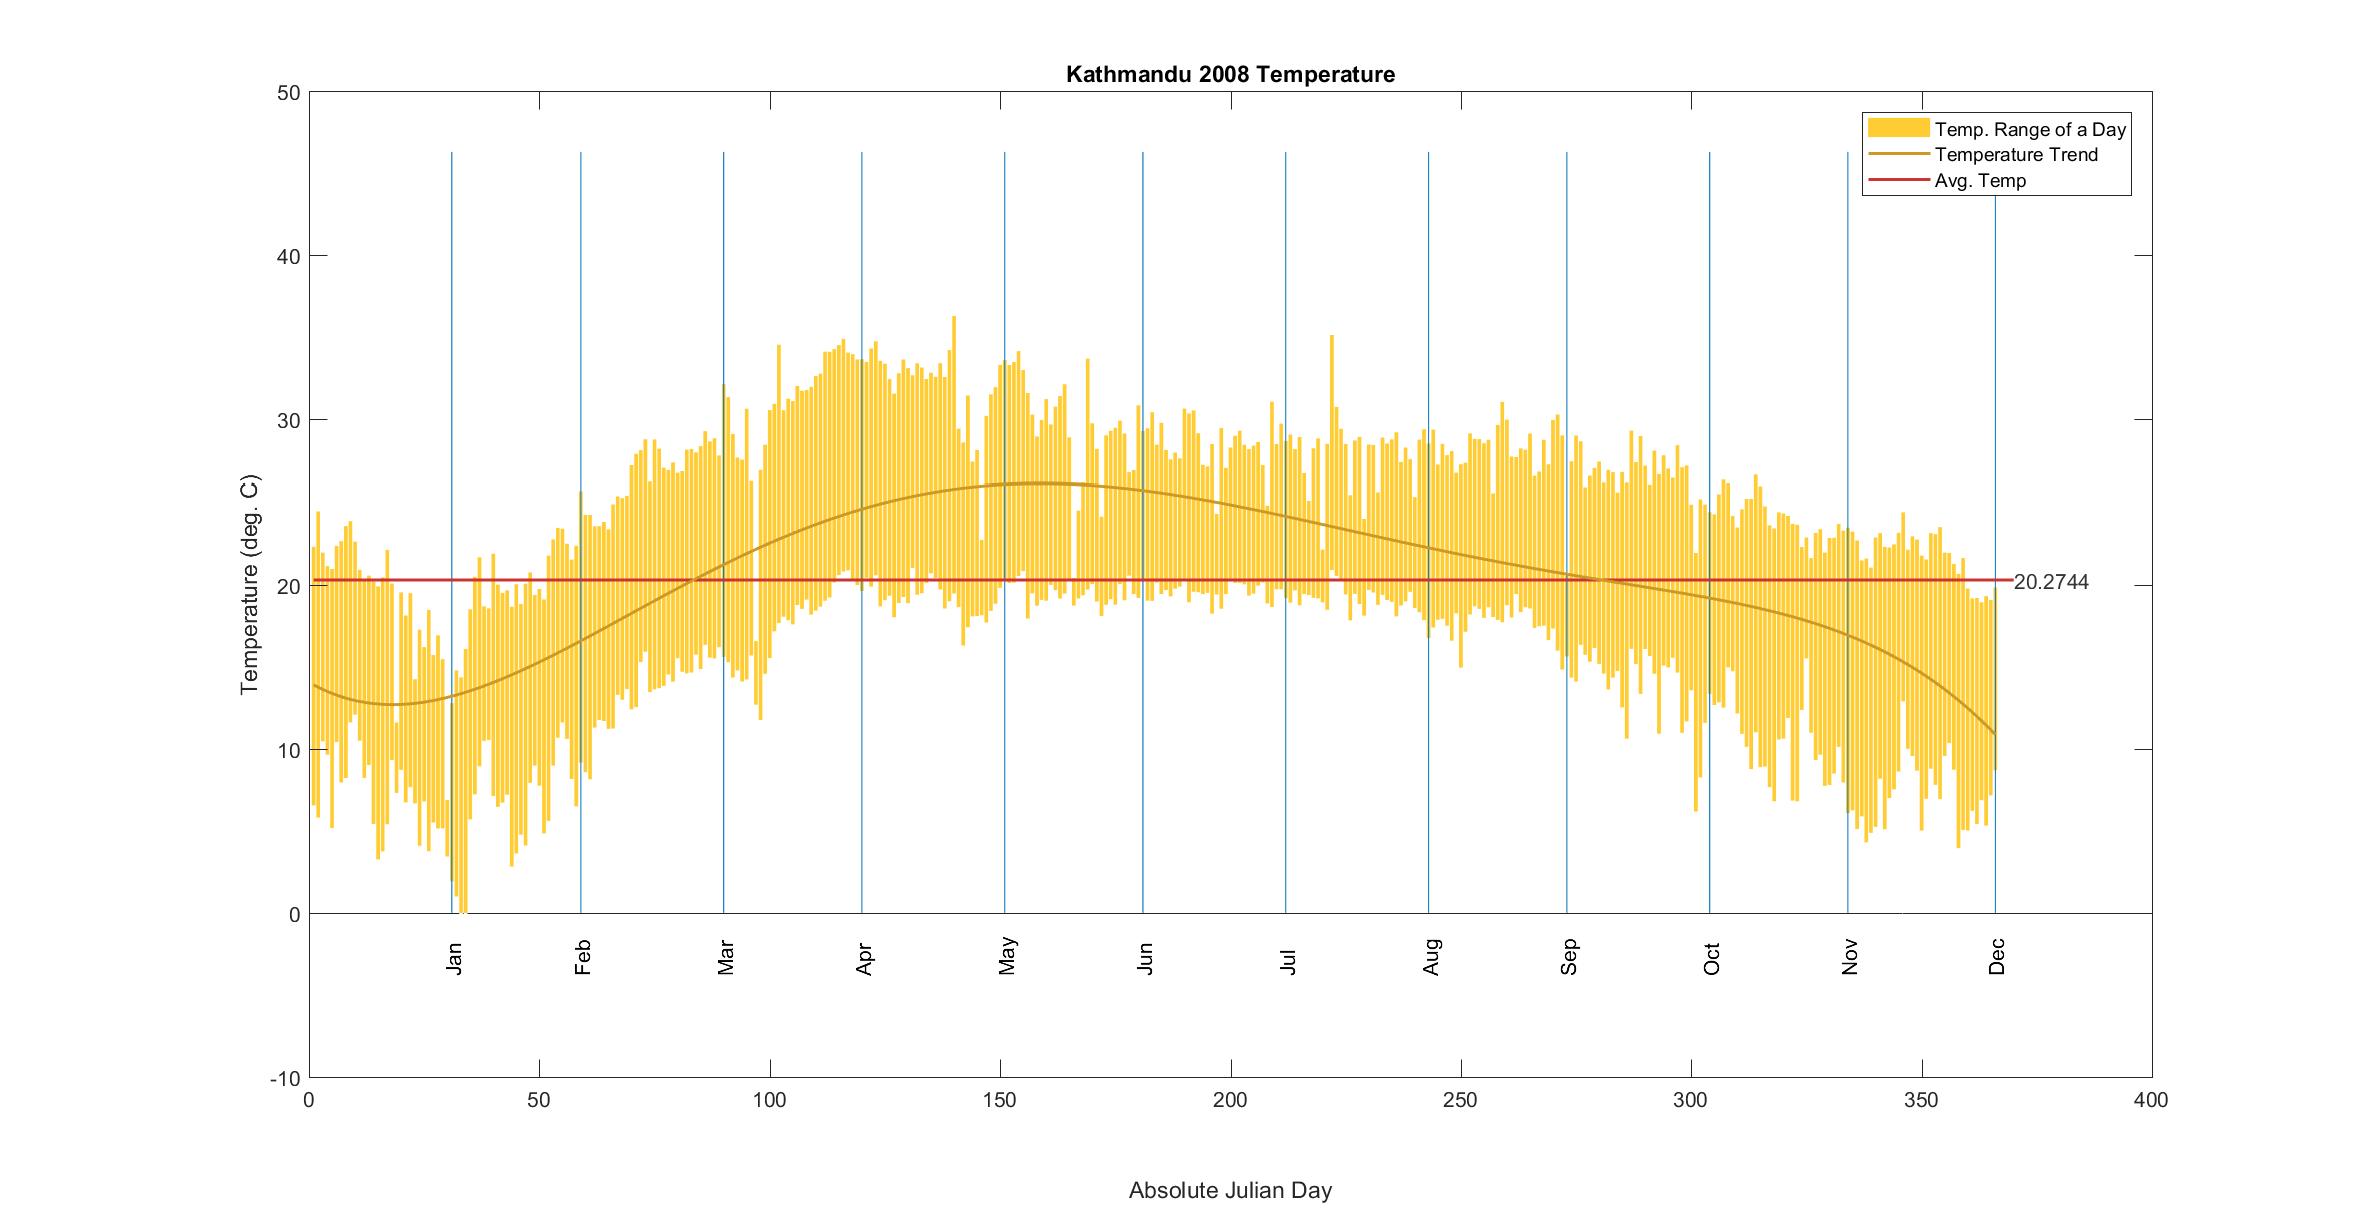 Kathmandu 2008 Temperature
Temp. Range of a Day
Temperature Trend
Avg. Temp
Temperature (deg. C)
50
40
30
20
10
0
-10
20.2744
Jan
Feb
Mar
Apr
May
Jun
Jul
Aug
Sep
Oct
Nov
Dec
0
50
100
150
200
250
300
350
400
Absolute Julian Day